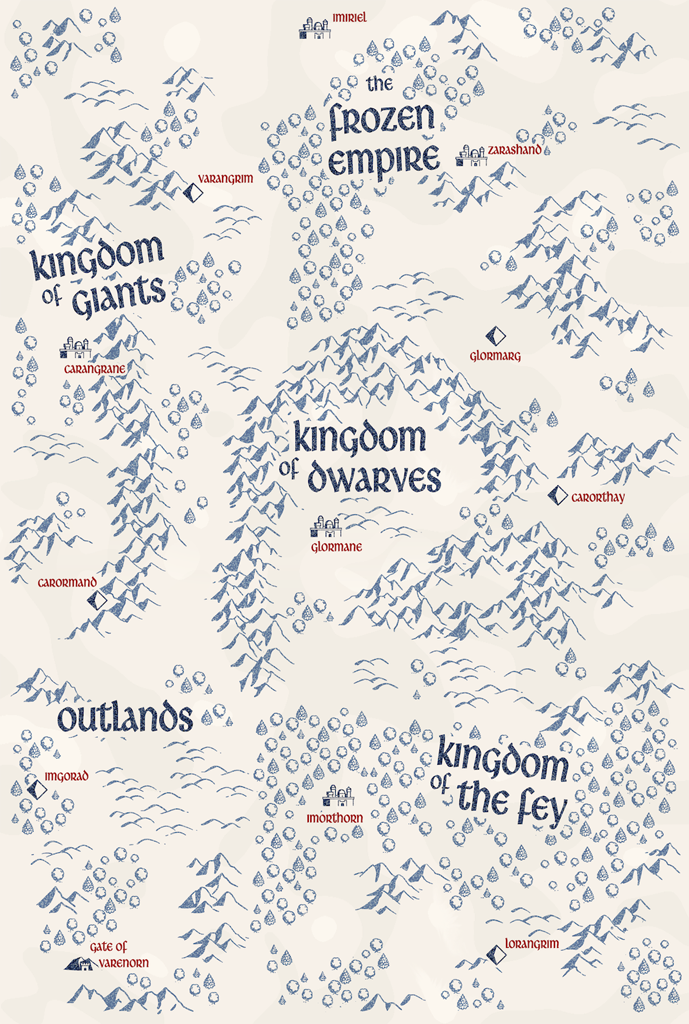 IMIRIEL
the
frozen
empire
ZARASHAND
VARANGRIM
kingdom
of GIANTS
GLORMARG
CARANGRANE
kingdom
of DWARVES
CARORTHAY
GLORMANE
CARORMAND
OUTLANDS
kingdom
of THE FEY
IMGORAD
IMORTHORN
LORANGRIM
GATE OF
VARENORN